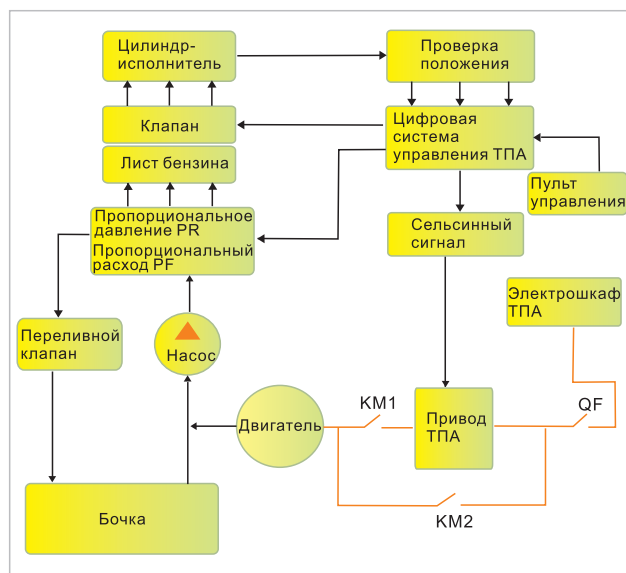 Цилиндр-
исполнитель
Проверка
положения
Клапан
Цифровая
система
управления ТПА
Лист бензина
Пульт
управления
Пропорциональное
давление PR
Пропорциональный
расход PF
Сельсинный
сигнал
Электрошкаф
ТПА
Переливной
клапан
Насос
KM1
QF
Двигатель
Привод
ТПА
Бочка
KM2